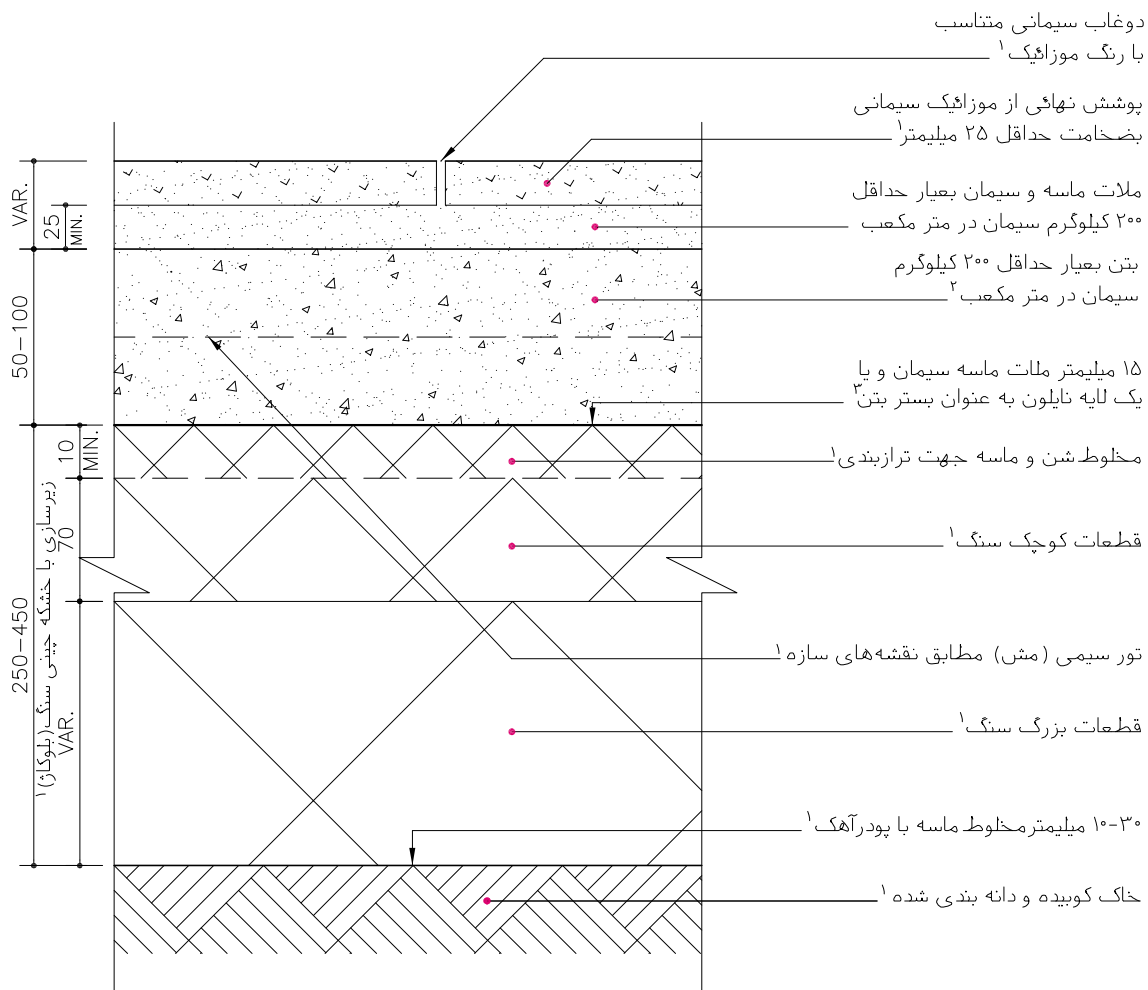 دوغاب سیمانی متناسب
با رنگ موزائیک۱
پوشش نهائی از موزائیک سیمانی
بضخامت حداقل ۲۵ میلیمتر۱
ملات ماسه و سیمان بعیار حداقل
۲۰۰ کیلوگرم سیمان در متر مکعب
بتن بعیار حداقل ۲۰۰ کیلوگرم
سیمان در متر مکعب۲
۱۵ میلیمتر ملات ماسه سیمان و یا
یک لایه نایلون به عنوان بستر بتن۳
مخلوط شن و ماسه جهت ترازبندی۱
قطعات کوچک سنگ۱
تور سیمی (مش) مطابق نقشه‌های سازه۱
قطعات بزرگ سنگ۱
۱۰-۳۰ میلیمتر مخلوط ماسه با پودرآهک۱
خاک کوبیده و دانه بندی شده۱
VAR.
25
MIN.
50-100
10
MIN.
70
250-450
زیرسازی با خشکه چینی سنگ(بلوکاژ)۱
VAR.